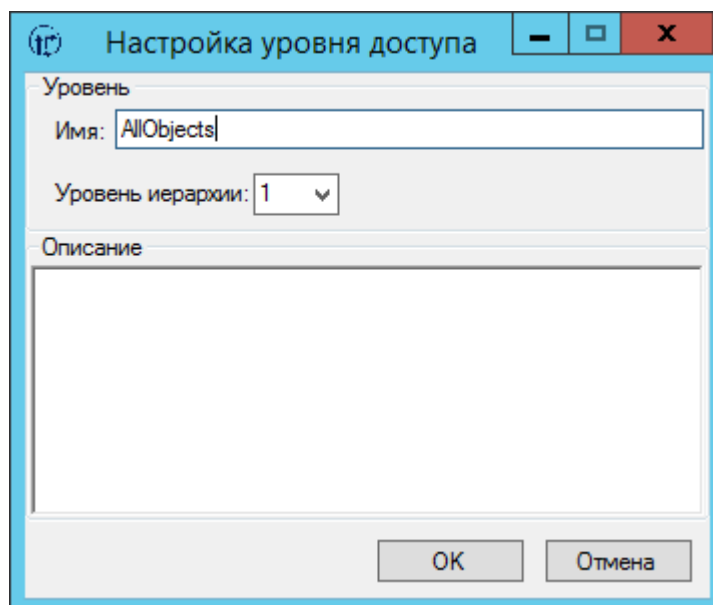 Настройка уровня доступа
Уровень
Имя: AllObjects
Уровень иерархии: 1
Описание
OK Отмена